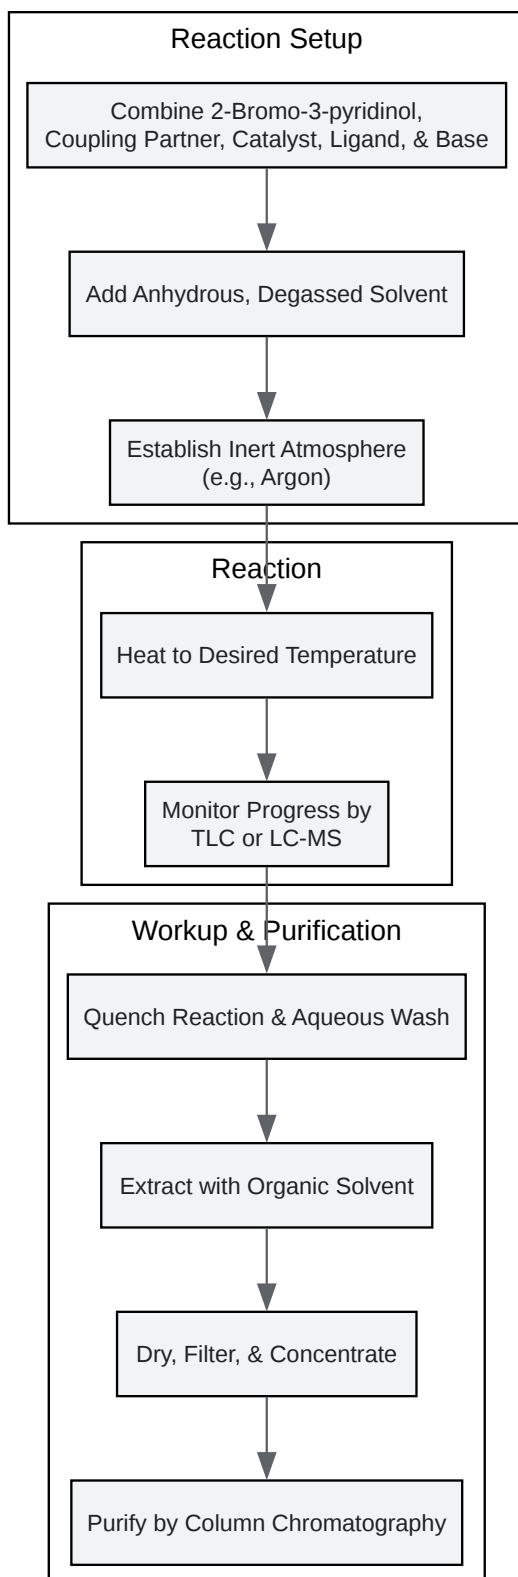 Reaction Setup
Combine 2-Bromo-3-pyridinol,
Coupling Partner, Catalyst, Ligand, & Base
Add Anhydrous, Degassed Solvent
Establish Inert Atmosphere
(e.g., Argon)
Reaction
Heat to Desired Temperature
Monitor Progress by
TLC or LC-MS
Workup & Purification
Quench Reaction & Aqueous Wash
Extract with Organic Solvent
Dry, Filter, & Concentrate
Purify by Column Chromatography